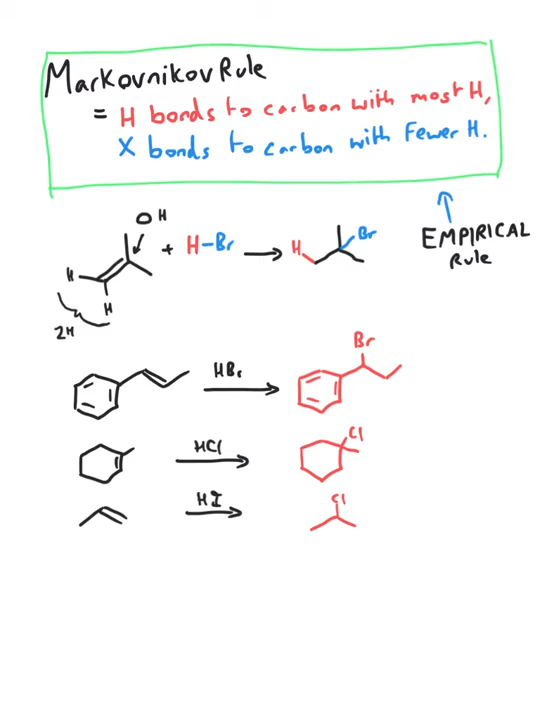 Markovnikov Rule
= H bonds to carbon with most H,
X bonds to carbon with Fewer H.
EMPIRICAL
Rule
0 H
H
+ H-Br
H
Br
H
2H
HBr
Br
HCl
Cl
HI
Cl